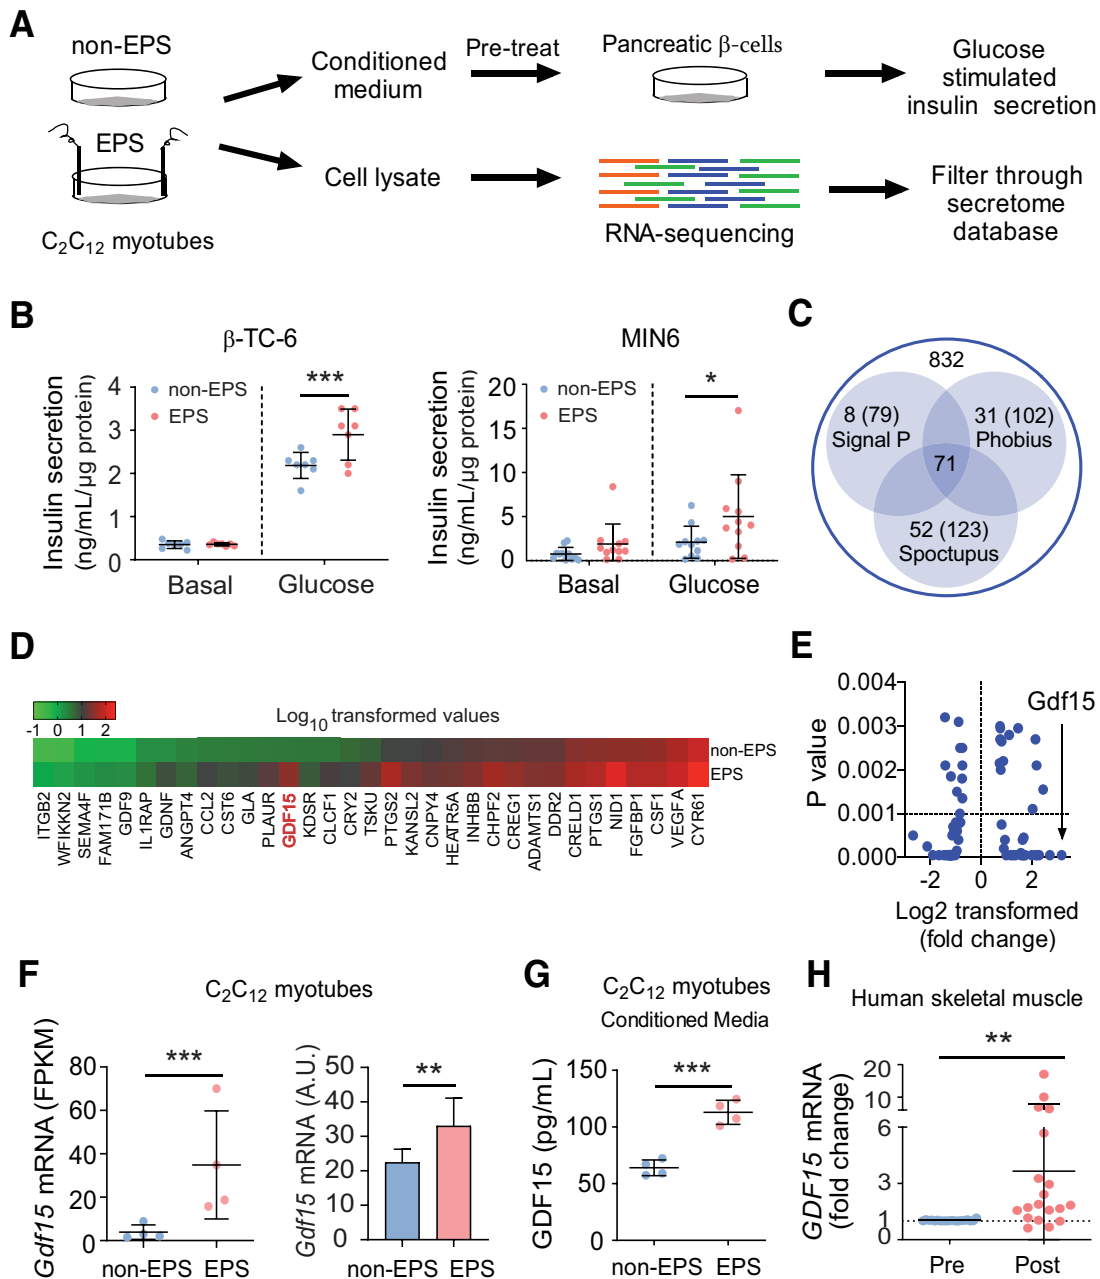 A
non-EPS
EPS
C2C12 myotubes
Conditioned
medium
Pre-treat
Pancreatic β-cells
Glucose
stimulated
insulin secretion
Cell lysate
RNA-sequencing
Filter through
secretome
database
B
β-TC-6
Insulin secretion
(ng/mL/µg protein)
4
3
2
1
0
non-EPS
EPS
***
Basal
Glucose
MIN6
Insulin secretion
(ng/mL/µg protein)
20
15
10
5
0
non-EPS
EPS
*
Basal
Glucose
C
832
8 (79)
Signal P
31 (102)
Phobius
71
52 (123)
Spoctupus
D
-1 0 1 2
Log10 transformed values
non-EPS
EPS
ITGB2
WFIKKN2
SEMA4F
FAM171B
GDF9
IL1RAP
GDNF
ANGPT4
CCL2
CST6
GLA
PLAUR
GDF15
KDSR
CLCF1
CRY2
TSKU
PTGS2
KANSL2
CNPY4
HEATR5A
INHBB
CHPF2
CREG1
ADAMTS1
DDR2
CRELD1
PTGS1
NID1
FGFBP1
CSF1
VEGFA
CYR61
E
P value
0.004
0.003
0.002
0.001
0.000
Gdf15
-2 0 2
Log2 transformed
(fold change)
F
C2C12 myotubes
Gdf15 mRNA (FPKM)
80
60
40
20
0
***
non-EPS EPS
Gdf15 mRNA (A.U.)
50
40
30
20
10
0
**
non-EPS EPS
G
C2C12 myotubes
Conditioned Media
GDF15 (pg/mL)
150
100
50
0
***
non-EPS EPS
H
Human skeletal muscle
GDF15 mRNA
(fold change)
20
10
6
3
1
0
**
Pre Post